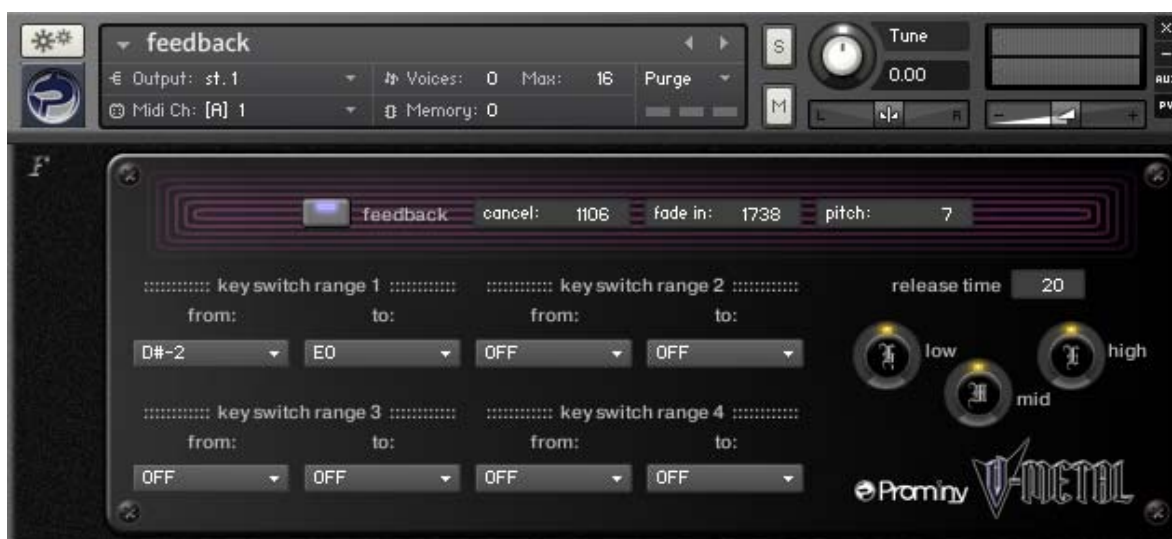 feedback
S
Tune
Output: st. 1
Voices: 0 Max: 16
Purge
0.00
Midi Ch: [A] 1
Memory: 0
M
L R
- +
×
-
AUX
PV
F
feedback
cancel: 1106
fade in: 1738
pitch: 7
key switch range 1
key switch range 2
release time 20
from: to: from: to:
D#-2 E0 OFF OFF
low
high
mid
key switch range 3
key switch range 4
from: to: from: to:
OFF OFF OFF OFF
Prominy V-METAL